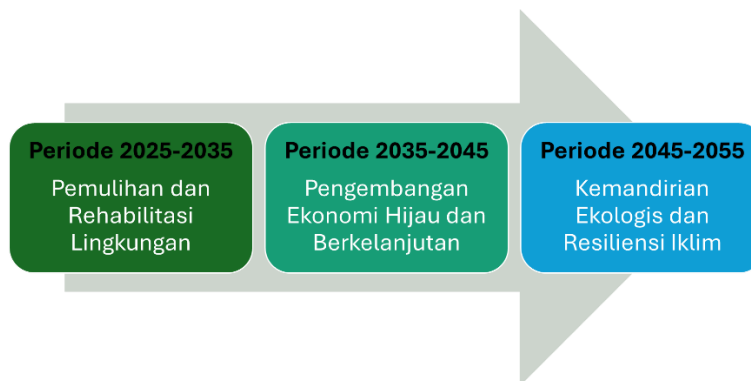 Periode 2025-2035
Pemulihan dan
Rehabilitasi
Lingkungan
Periode 2035-2045
Pengembangan
Ekonomi Hijau dan
Berkelanjutan
Periode 2045-2055
Kemandirian
Ekologis dan
Resiliensi Iklim